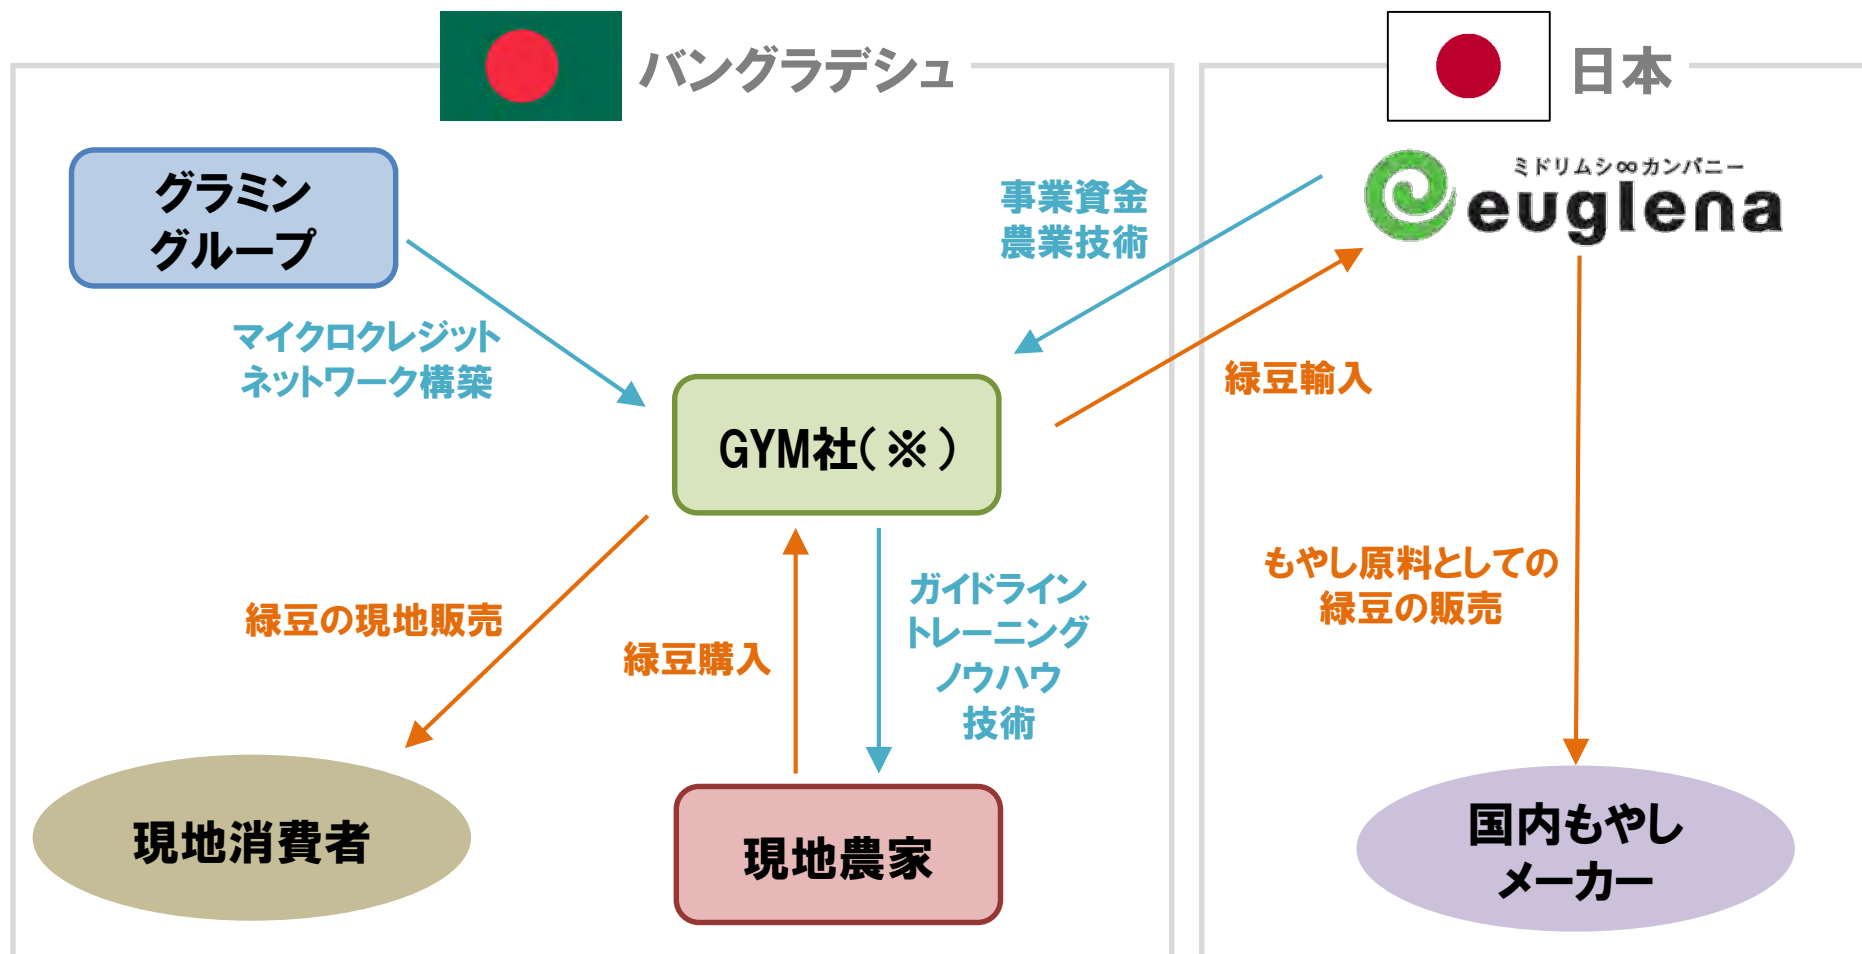 バングラデシュ
日本
グラミン
グループ
事業資金
農業技術
ミドリムシ∞カンパニー
euglena
マイクロクレジット
ネットワーク構築
緑豆輸入
GYM社(※)
もやし原料としての
緑豆の販売
緑豆の現地販売
緑豆購入
ガイドライン
トレーニング
ノウハウ
技術
現地消費者
現地農家
国内もやし
メーカー